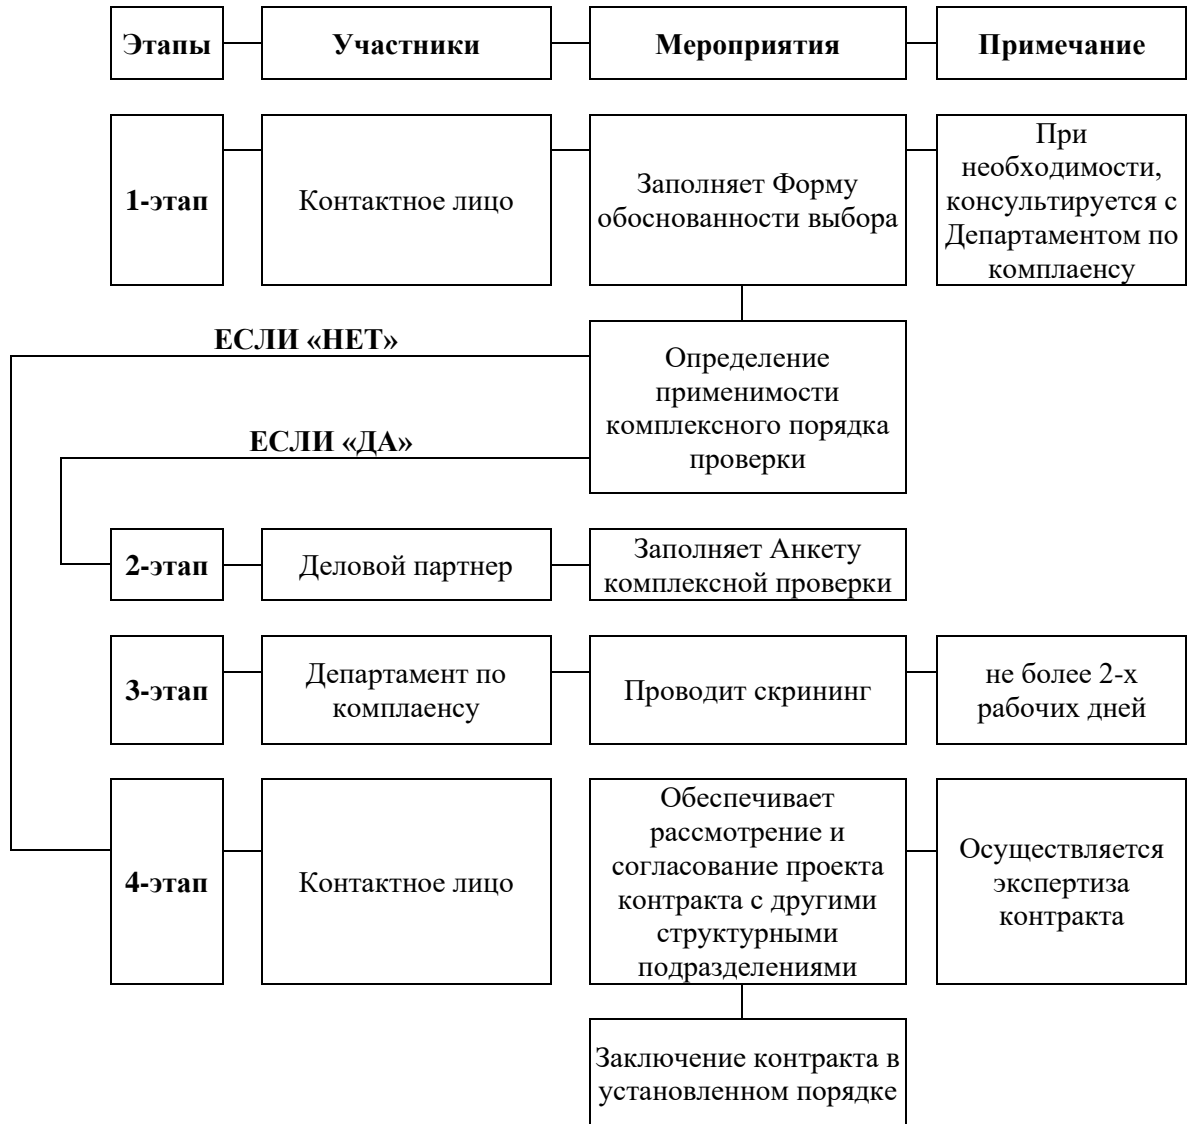 Этапы
Участники
Мероприятия
Примечание
1-этап
Контактное лицо
Заполняет Форму
обоснованности выбора
При
необходимости,
консультируется с
Департаментом по
комплаенсу
ЕСЛИ «НЕТ»
Определение
применимости
комплексного порядка
проверки
ЕСЛИ «ДА»
2-этап
Деловой партнер
Заполняет Анкету
комплексной проверки
3-этап
Департамент по
комплаенсу
Проводит скрининг
не более 2-х
рабочих дней
4-этап
Контактное лицо
Обеспечивает
рассмотрение и
согласование проекта
контракта с другими
структурными
подразделениями
Осуществляется
экспертиза
контракта
Заключение контракта в
установленном порядке